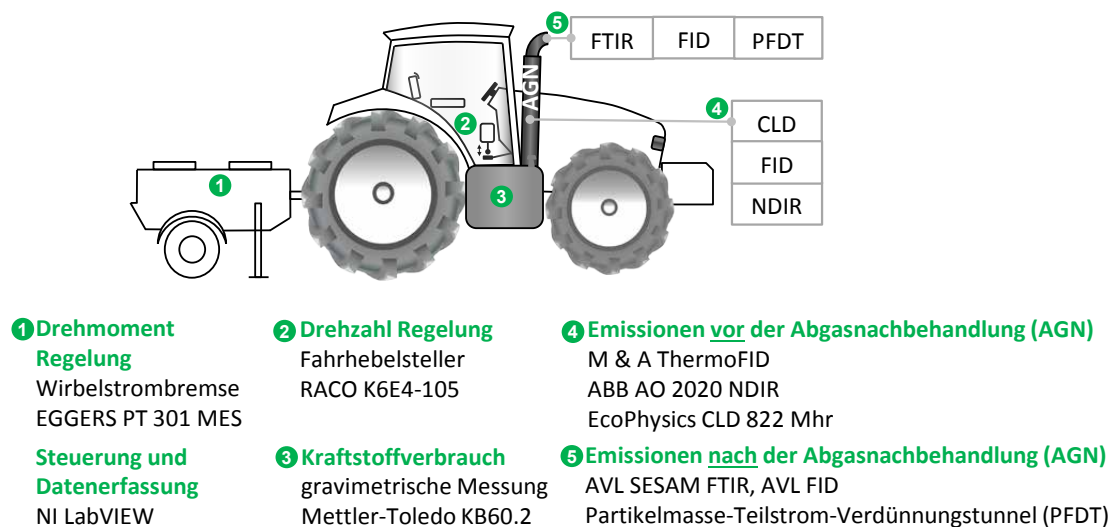 5
FTIR FID PFDT
AGN
4
CLD
FID
NDIR
2
1
3
1 Drehmoment
Regelung
Wirbelstrombremse
EGGERS PT 301 MES
Steuerung und
Datenerfassung
NI LabVIEW
2 Drehzahl Regelung
Fahrhebelsteller
RACO K6E4-105
3 Kraftstoffverbrauch
gravimetrische Messung
Mettler-Toledo KB60.2
4 Emissionen vor der Abgasnachbehandlung (AGN)
M & A ThermoFID
ABB AO 2020 NDIR
EcoPhysics CLD 822 Mhr
5 Emissionen nach der Abgasnachbehandlung (AGN)
AVL SESAM FTIR, AVL FID
Partikelmasse-Teilstrom-Verdünnungstunnel (PFDT)